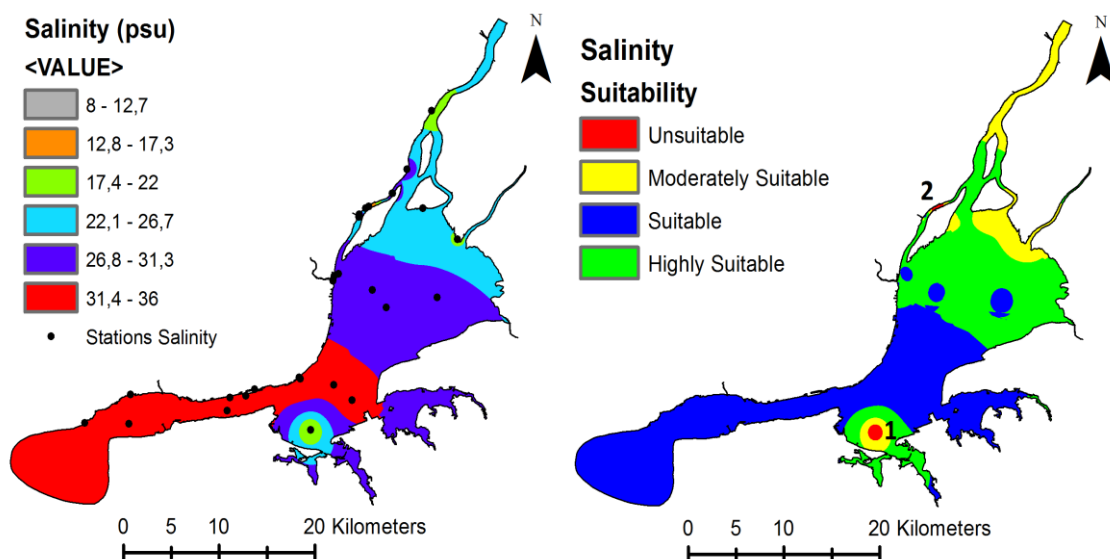 Salinity (psu)
<VALUE>
8 - 12,7
12,8 - 17,3
17,4 - 22
22,1 - 26,7
26,8 - 31,3
31,4 - 36
Stations Salinity
N
0 5 10 20 Kilometers
Salinity
Suitability
Unsuitable
Moderately Suitable
Suitable
Highly Suitable
N
2
1
0 5 10 20 Kilometers